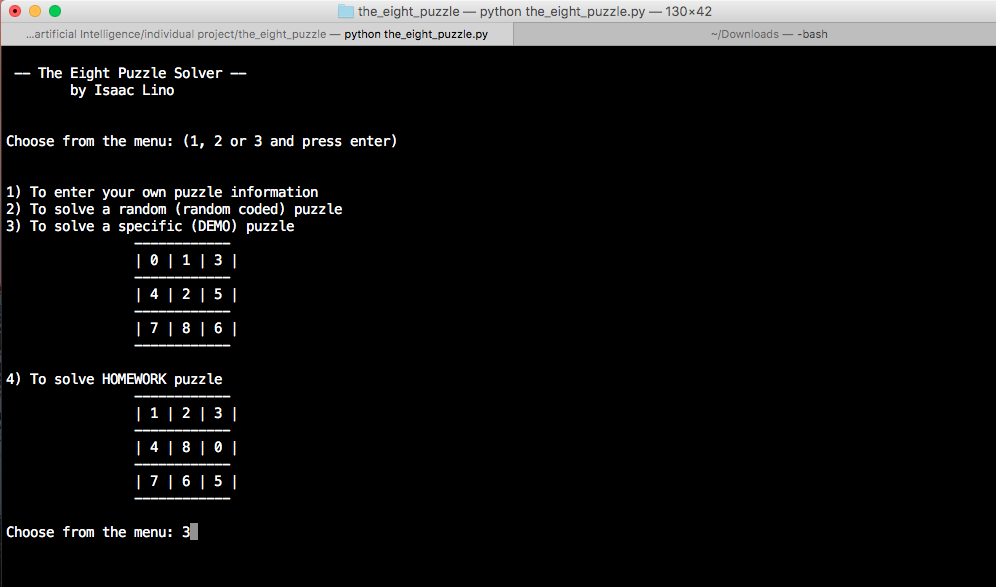 the_eight_puzzle — python the_eight_puzzle.py — 130×42
...artificial Intelligence/individual project/the_eight_puzzle — python the_eight_puzzle.py
~/Downloads — -bash
—— The Eight Puzzle Solver ——
by Isaac Lino
Choose from the menu: (1, 2 or 3 and press enter)
1) To enter your own puzzle information
2) To solve a random (random coded) puzzle
3) To solve a specific (DEMO) puzzle
————————————
| 0 | 1 | 3 |
————————————
| 4 | 2 | 5 |
————————————
| 7 | 8 | 6 |
————————————
4) To solve HOMEWORK puzzle
————————————
| 1 | 2 | 3 |
————————————
| 4 | 8 | 0 |
————————————
| 7 | 6 | 5 |
————————————
Choose from the menu: 3